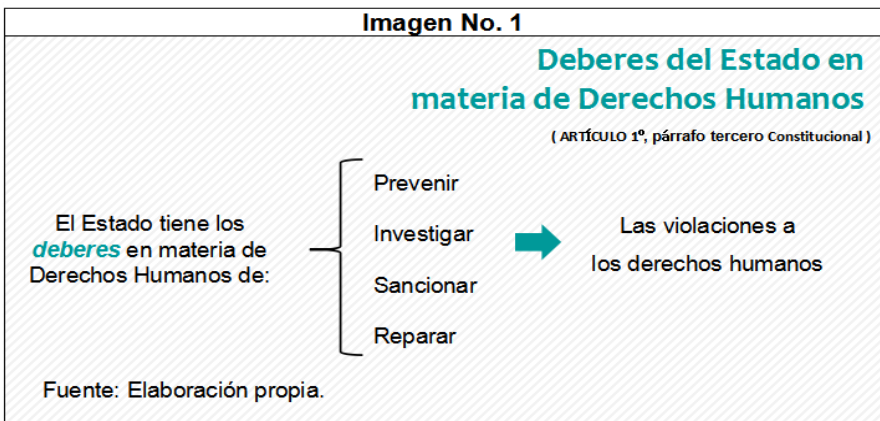 Imagen No. 1
Deberes del Estado en
materia de Derechos Humanos
( ARTÍCULO 1º, párrafo tercero Constitucional )
El Estado tiene los
deberes en materia de
Derechos Humanos de:
Prevenir
Investigar
Sancionar
Reparar
Las violaciones a
los derechos humanos
Fuente: Elaboración propia.